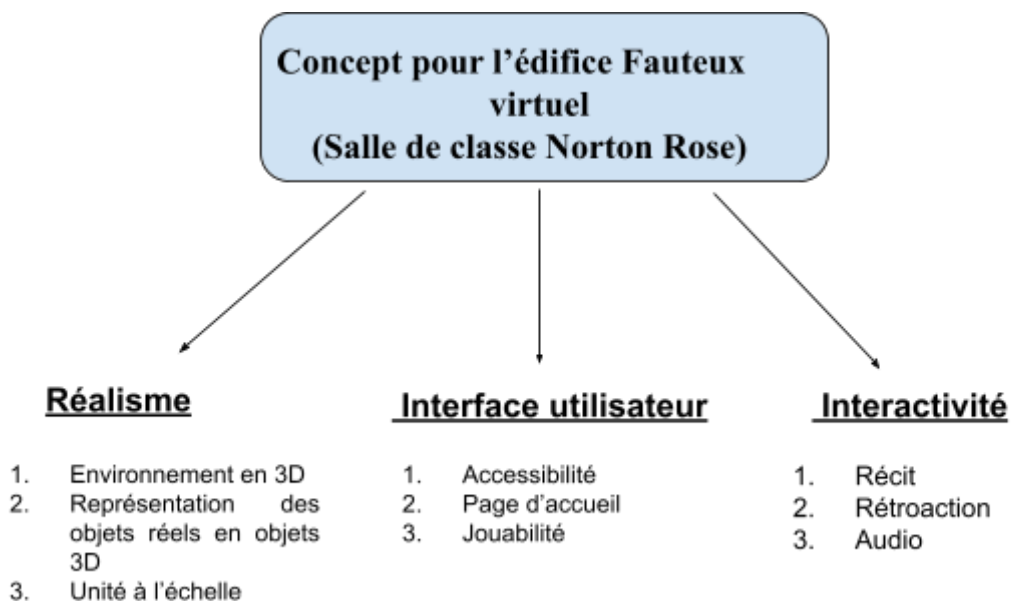 Concept pour l'édifice Fauteux
virtuel
(Salle de classe Norton Rose)
Réalisme
1. Environnement en 3D
2. Représentation des
objets réels en objets
3D
3. Unité à l'échelle
Interface utilisateur
1. Accessibilité
2. Page d'accueil
3. Jouabilité
Interactivité
1. Récit
2. Rétroaction
3. Audio